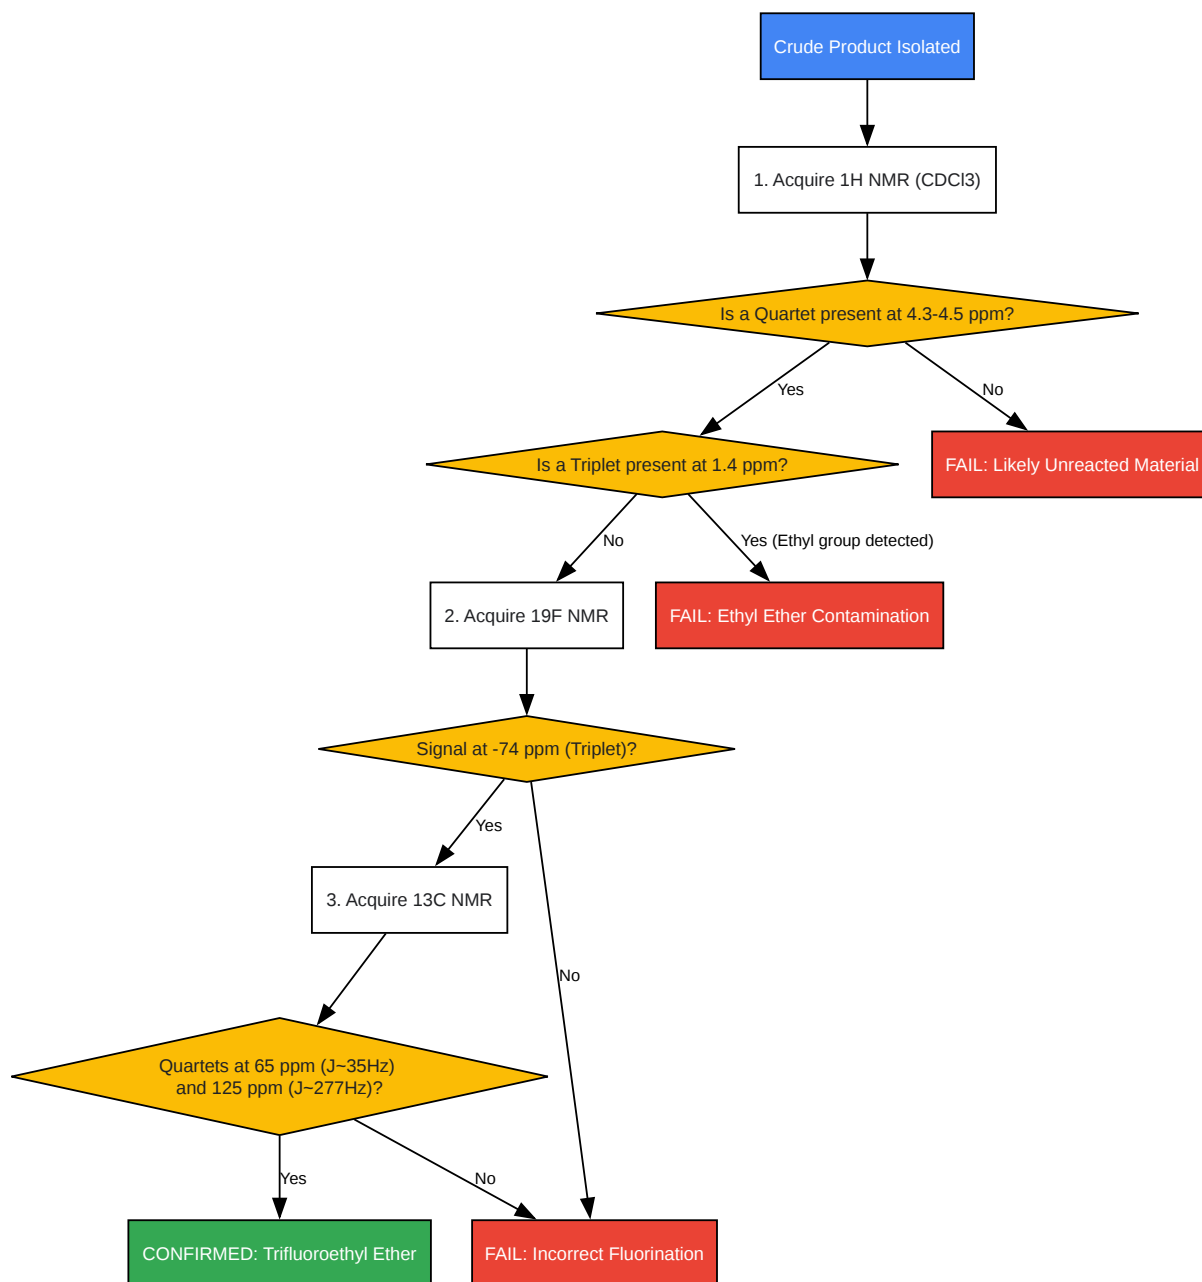 Crude Product Isolated
1. Acquire 1H NMR (CDCl3)
Is a Quartet present at 4.3-4.5 ppm?
Yes
No
Is a Triplet present at 1.4 ppm?
FAIL: Likely Unreacted Material
No
Yes (Ethyl group detected)
2. Acquire 19F NMR
FAIL: Ethyl Ether Contamination
Signal at -74 ppm (Triplet)?
Yes
3. Acquire 13C NMR
No
Quartets at 65 ppm (J~35Hz)
and 125 ppm (J~277Hz)?
Yes
No
CONFIRMED: Trifluoroethyl Ether
FAIL: Incorrect Fluorination